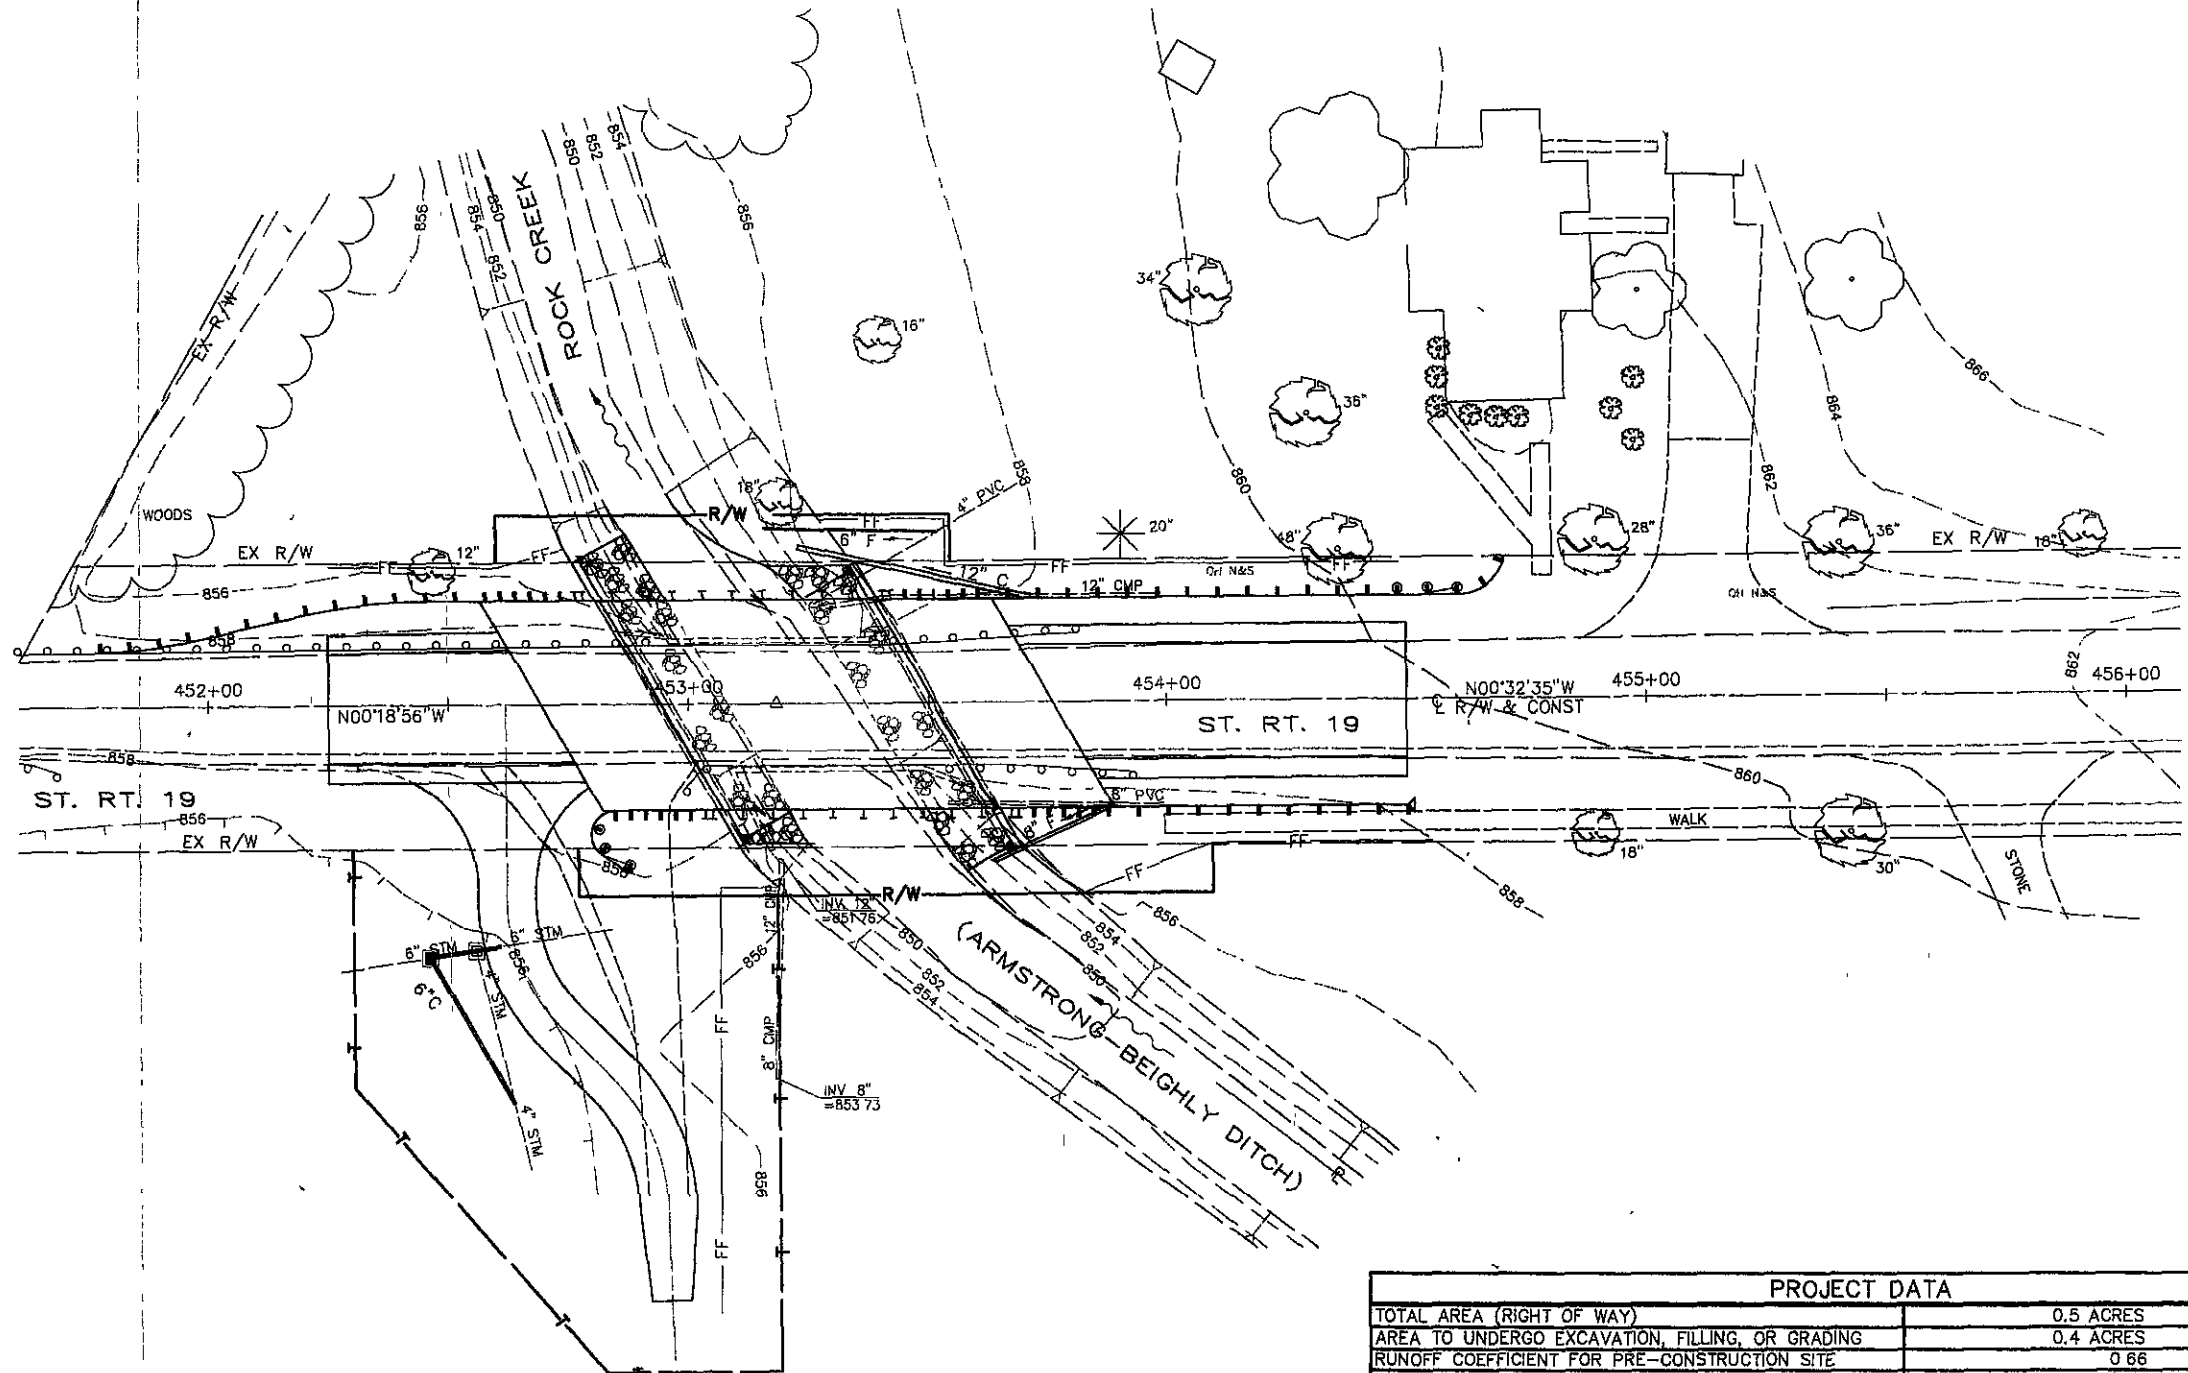 850
852
854
ROCK CREEK
850
854
852
856
856
EX R/W
34"
16"
36"
866
864
862
860
858
WOODS
18"
R/W
4" PVC
FF
6" F
20"
48"
28"
36"
18"
EX R/W
12"
FF
FF
EX R/W
856
12"
C
12" CMP
FF
FF
858
862
452+00
453+00
454+00
455+00
456+00
N00°18'56"W
N00°32'35"W
℄ R/W & CONST
ST. RT. 19
858
ST. RT. 19
856
EX R/W
860
8" PVC
8"
WALK
18"
30"
STONE
FF
FF
858
R/W
12" CMP
INV 12"
=851.76
856
850
852
854
(ARMSTRONG-BEIGHLY DITCH)
856
854
852
850
858
6" STM
6" STM
856
4" STM
6"C
4" STM
FF
8" CMP
INV 8"
=853 73
856
FF
PROJECT DATA
TOTAL AREA (RIGHT OF WAY) 0.5 ACRES
AREA TO UNDERGO EXCAVATION, FILLING, OR GRADING 0.4 ACRES
RUNOFF COEFFICIENT FOR PRE-CONSTRUCTION SITE 0 66